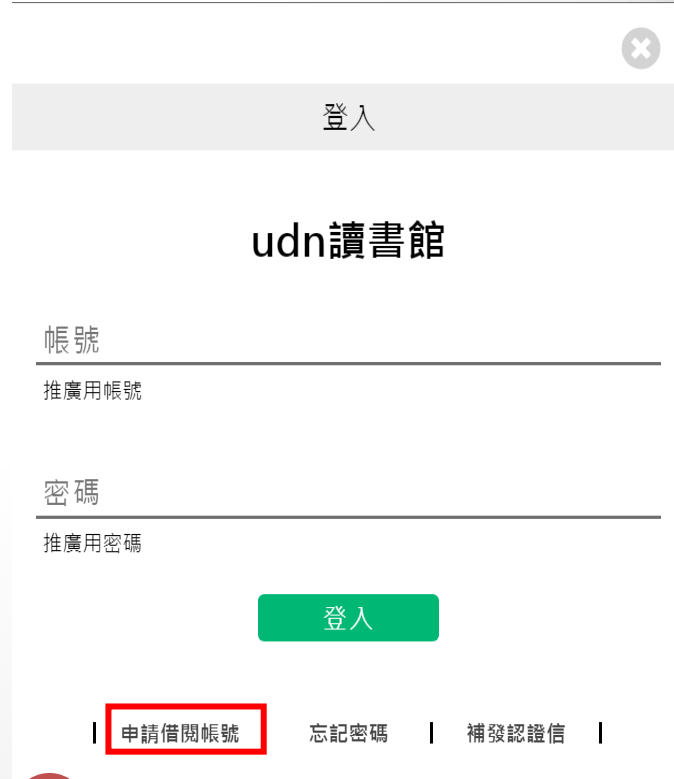 登入
udn讀書館
帳號
推廣用帳號
密碼
推廣用密碼
登入
申請借閱帳號 忘記密碼 補發認證信